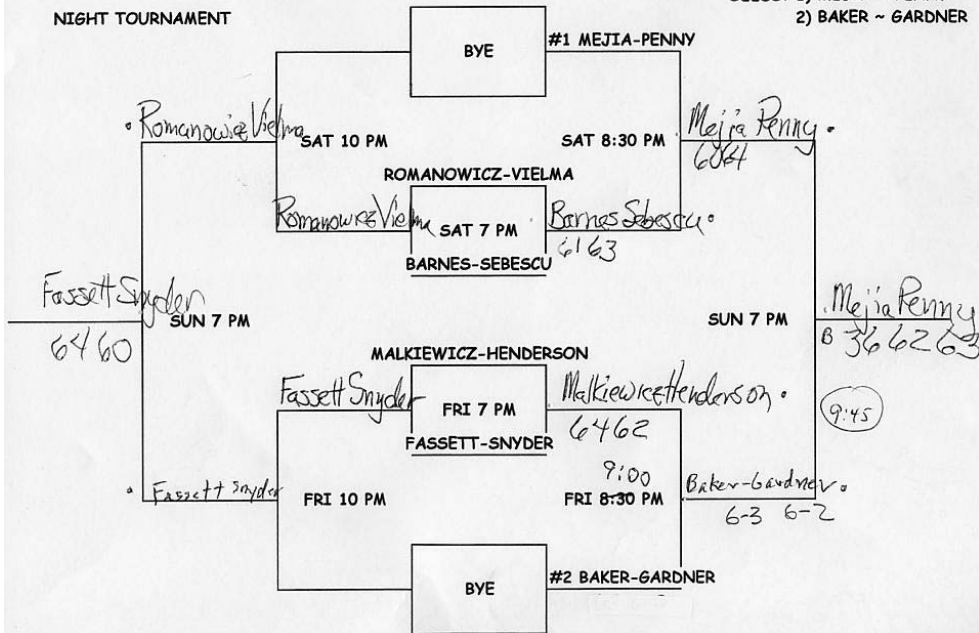 NIGHT TOURNAMENT
2) BAKER ~ GARDNER
BYE
#1 MEJIA-PENNY
Romanowicz Vielma
SAT 10 PM
SAT 8:30 PM
Mejia Penny
6064
ROMANOWICZ-VIELMA
Romanowicz Vielma
SAT 7 PM
Barnes Sebescu
6163
BARNES-SEBESCU
Fassett Snyder
6460
SUN 7 PM
SUN 7 PM
Mejia Penny
B 36 62 63
MALKIEWICZ-HENDERSON
Fassett Snyder
FRI 7 PM
Malkiewicz Henderson
6462
FASSETT-SNYDER
9:45
9:00
Fassett Snyder
FRI 10 PM
FRI 8:30 PM
Baker-Gardner
6-3 6-2
BYE
#2 BAKER-GARDNER